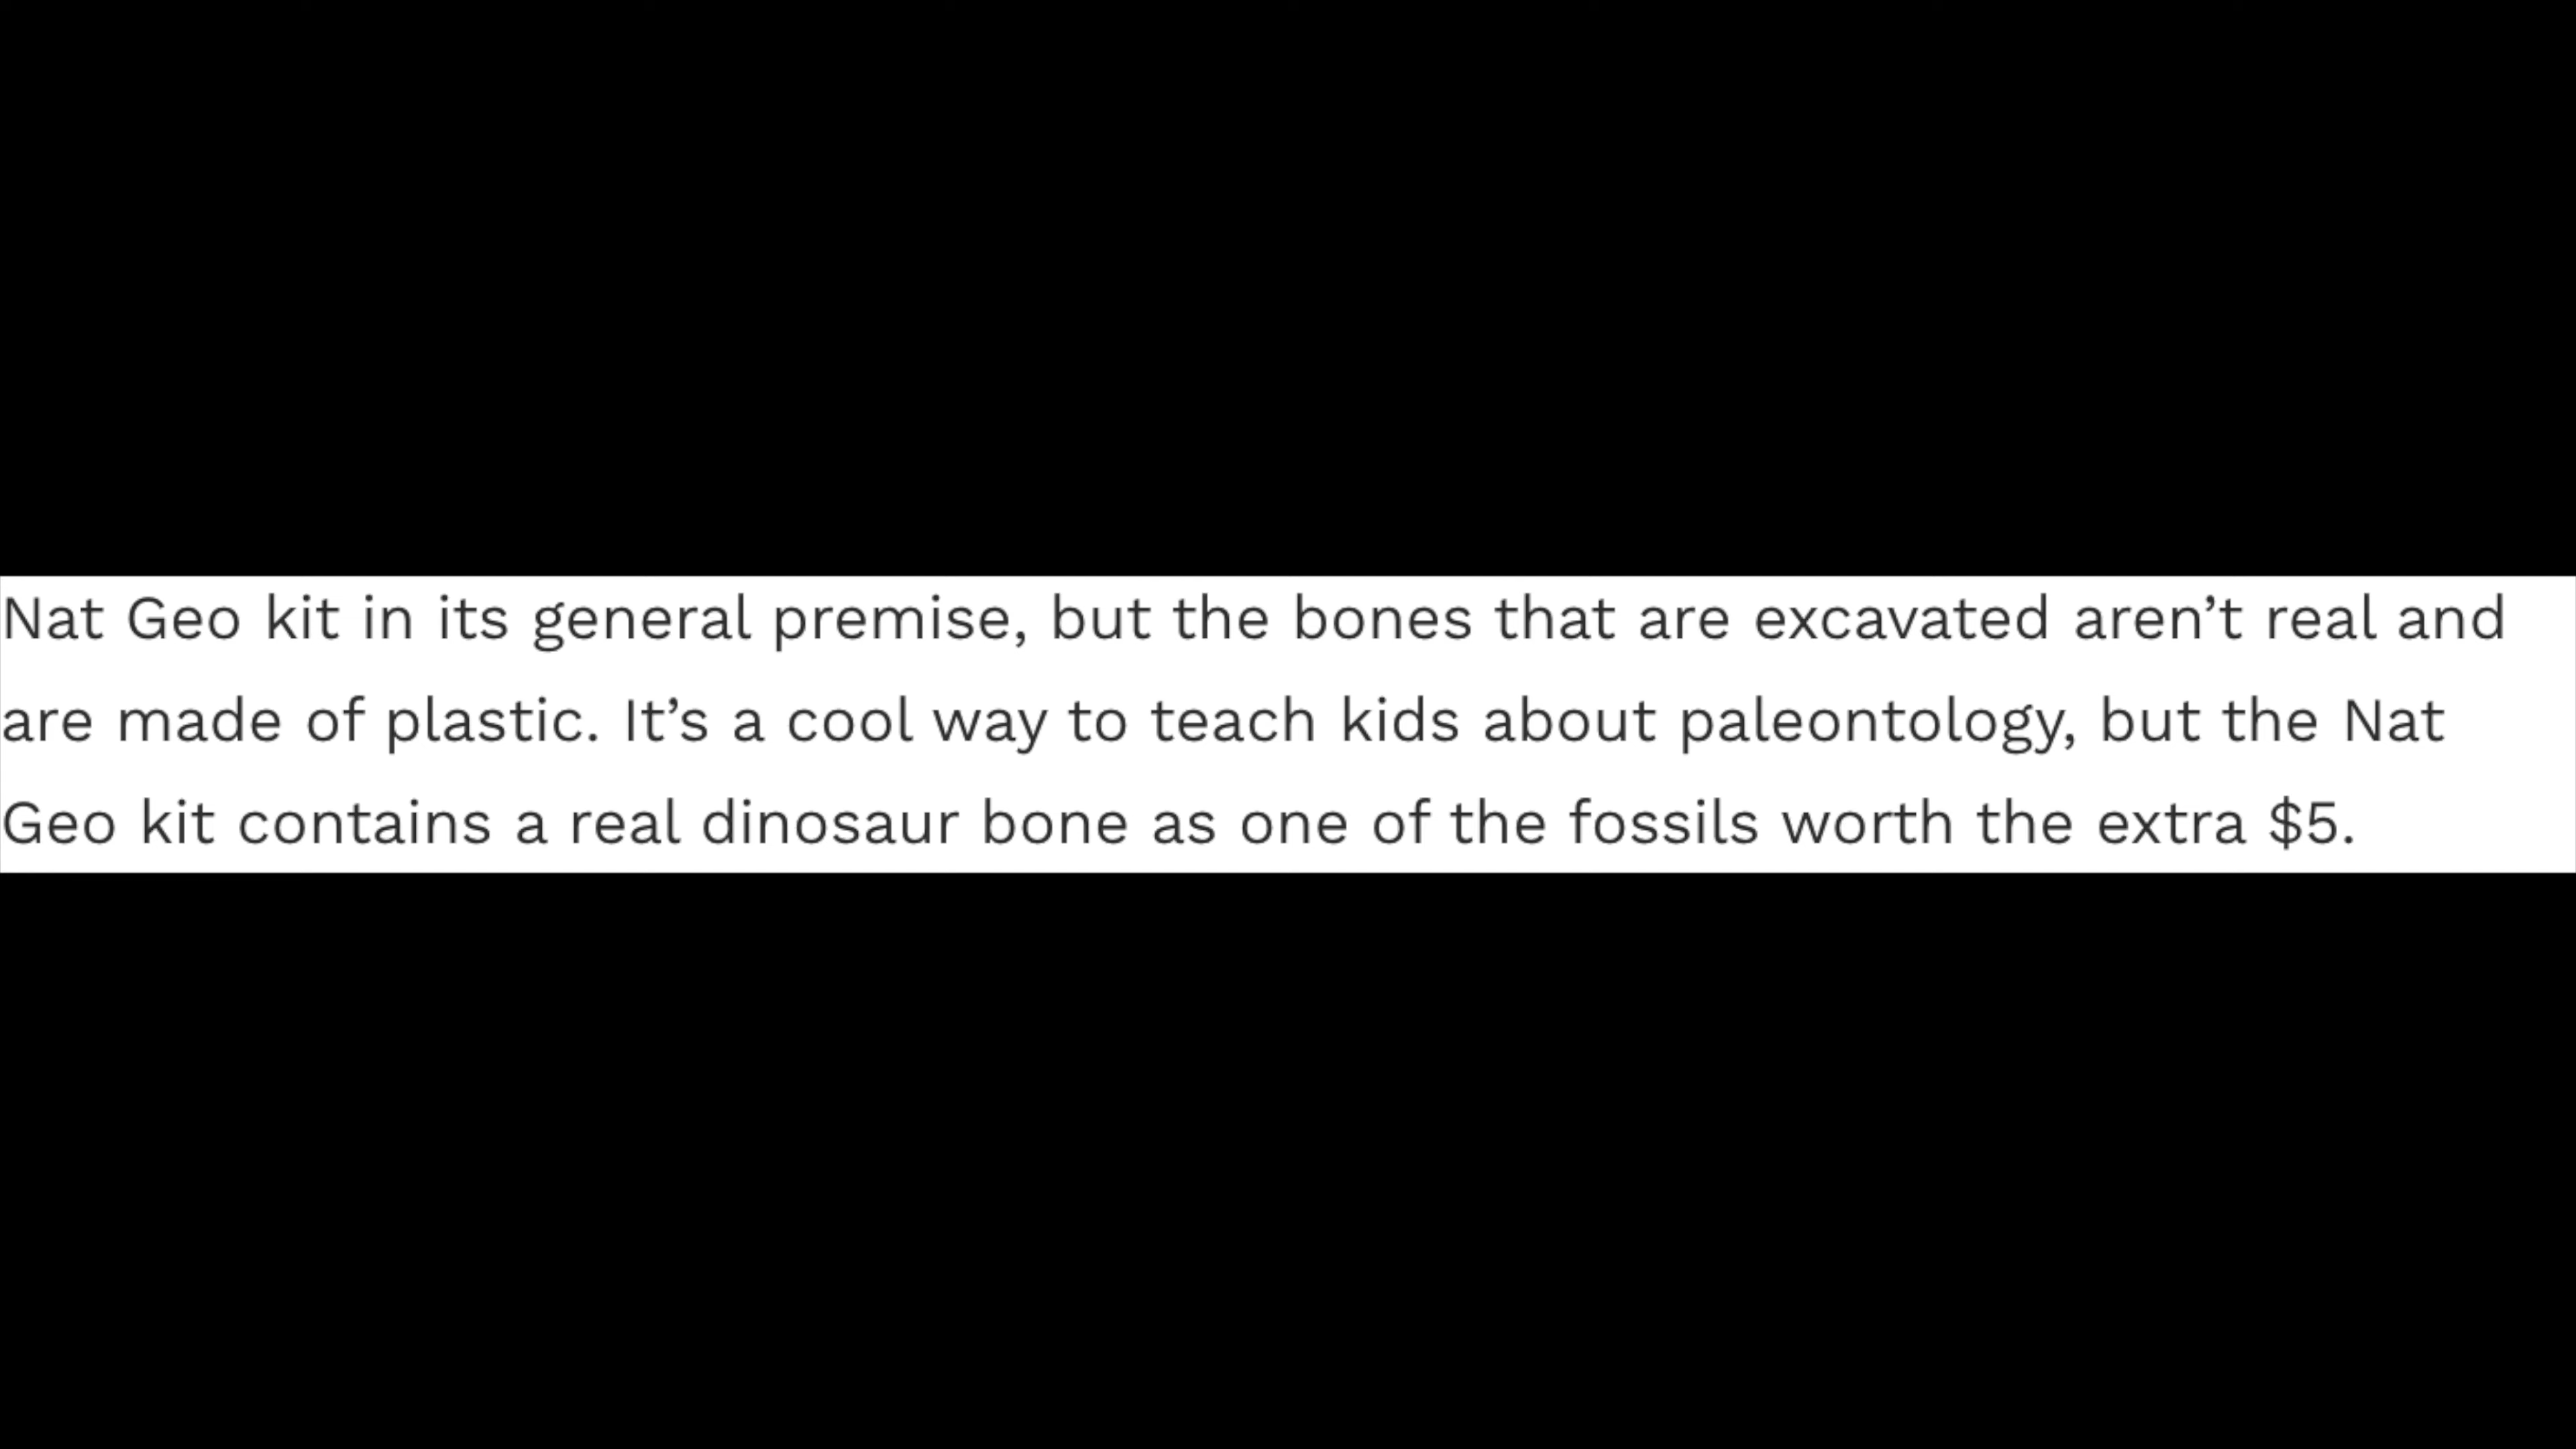 Nat Geo kit in its general premise, but the bones that are excavated aren’t real and
are made of plastic. It’s a cool way to teach kids about paleontology, but the Nat
Geo kit contains a real dinosaur bone as one of the fossils worth the extra $5.